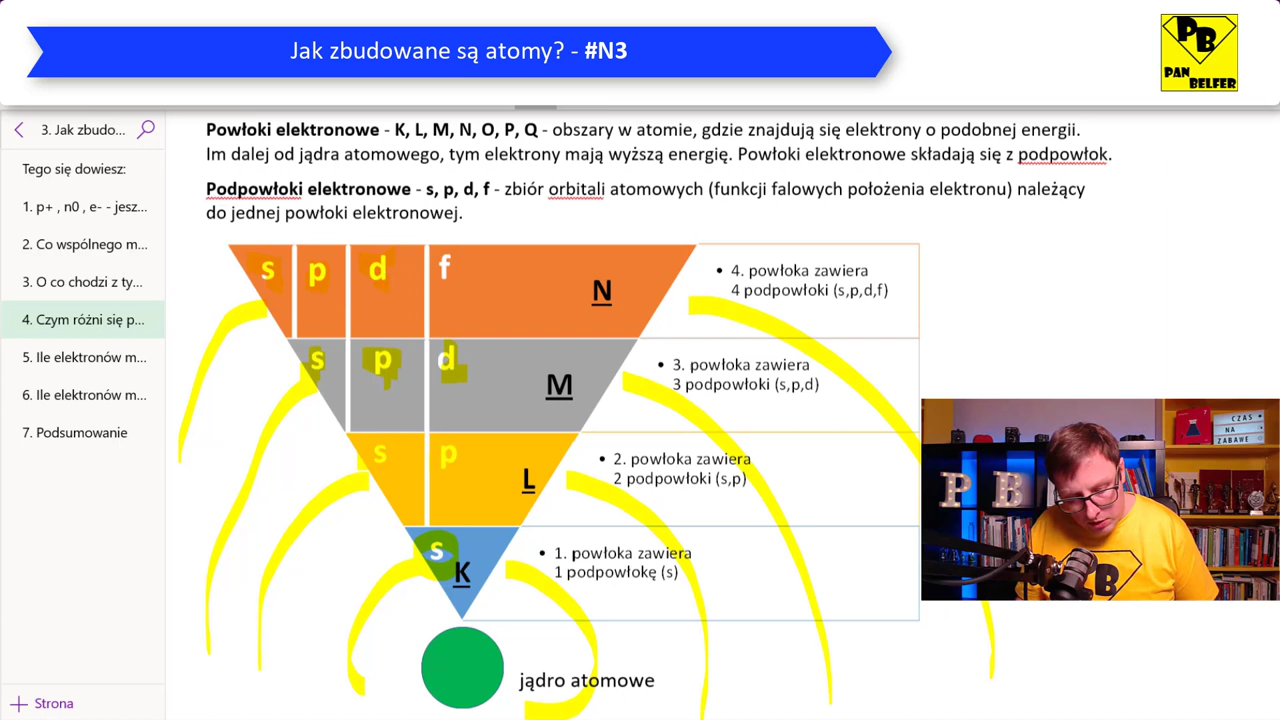 Jak zbudowane są atomy? - #N3
PB
PAN
BELFER
3. Jak zbudo...
Tego się dowiesz:
1. p+ , n0 , e- - jesz...
2. Co wspólnego m...
3. O co chodzi z ty...
4. Czym różni się p...
5. Ile elektronów m...
6. Ile elektronów m...
7. Podsumowanie
Strona
Powłoki elektronowe - K, L, M, N, O, P, Q - obszary w atomie, gdzie znajdują się elektrony o podobnej energii.
Im dalej od jądra atomowego, tym elektrony mają wyższą energię. Powłoki elektronowe składają się z podpowłok.
Podpowłoki elektronowe - s, p, d, f - zbiór orbitali atomowych (funkcji falowych położenia elektronu) należący
do jednej powłoki elektronowej.
s p d f
N
• 4. powłoka zawiera
4 podpowłoki (s,p,d,f)
s p d
M
• 3. powłoka zawiera
3 podpowłoki (s,p,d)
s p
L
• 2. powłoka zawiera
2 podpowłoki (s,p)
s
K
• 1. powłoka zawiera
1 podpowłokę (s)
jądro atomowe
CZAS
NA
ZABAWE
P B
B